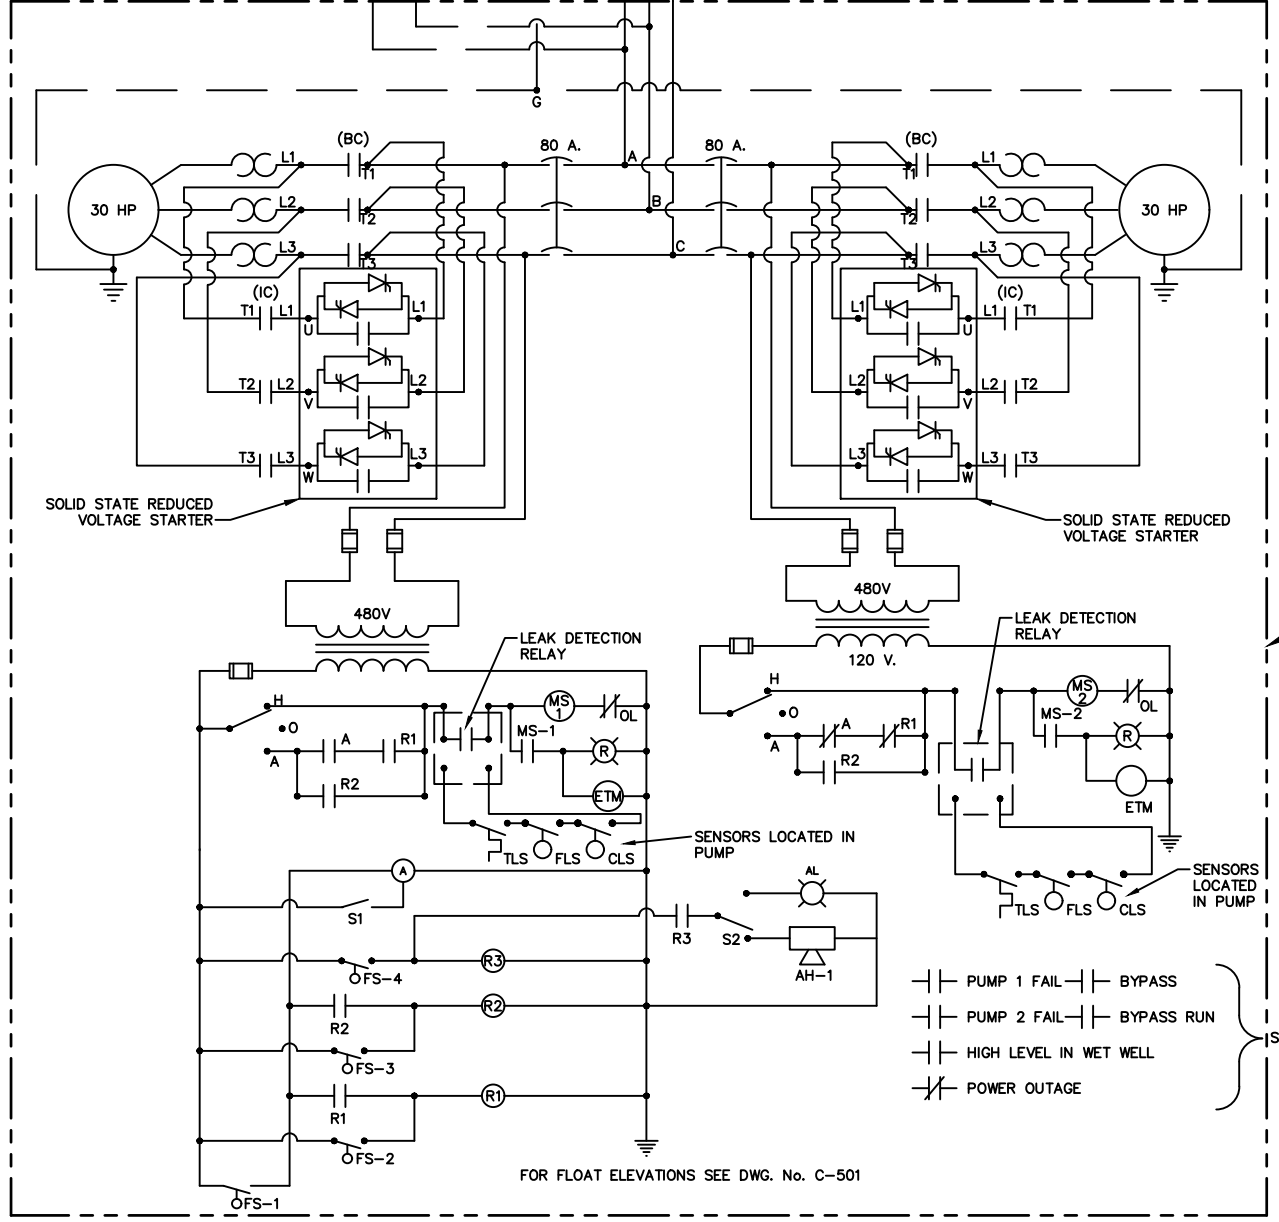 G
(BC)
80 A.
80 A.
(BC)
L1
T1
A
T1
L1
30 HP
L2
T2
B
T2
L2
30 HP
L3
T3
C
T3
L3
(IC)
(IC)
T1
L1
U
L1
L1
U
L1
T1
T2
L2
V
L2
L2
V
L2
T2
T3
L3
W
L3
L3
W
L3
T3
SOLID STATE REDUCED
VOLTAGE STARTER
SOLID STATE REDUCED
VOLTAGE STARTER
480V
480V
LEAK DETECTION
RELAY
LEAK DETECTION
RELAY
120 V.
H
O
A
A
R1
R2
MS
1
OL
MS-1
R
ETM
H
O
A
A
R1
R2
MS
2
OL
MS-2
R
ETM
TLS
FLS
CLS
SENSORS LOCATED IN
PUMP
TLS
FLS
CLS
SENSORS
LOCATED
IN PUMP
A
S1
AL
R3
S2
AH-1
FS-4
R3
R2
R2
FS-3
R1
R1
FS-2
FS-1
PUMP 1 FAIL
BYPASS
PUMP 2 FAIL
BYPASS RUN
HIGH LEVEL IN WET WELL
POWER OUTAGE
S
FOR FLOAT ELEVATIONS SEE DWG. No. C-501